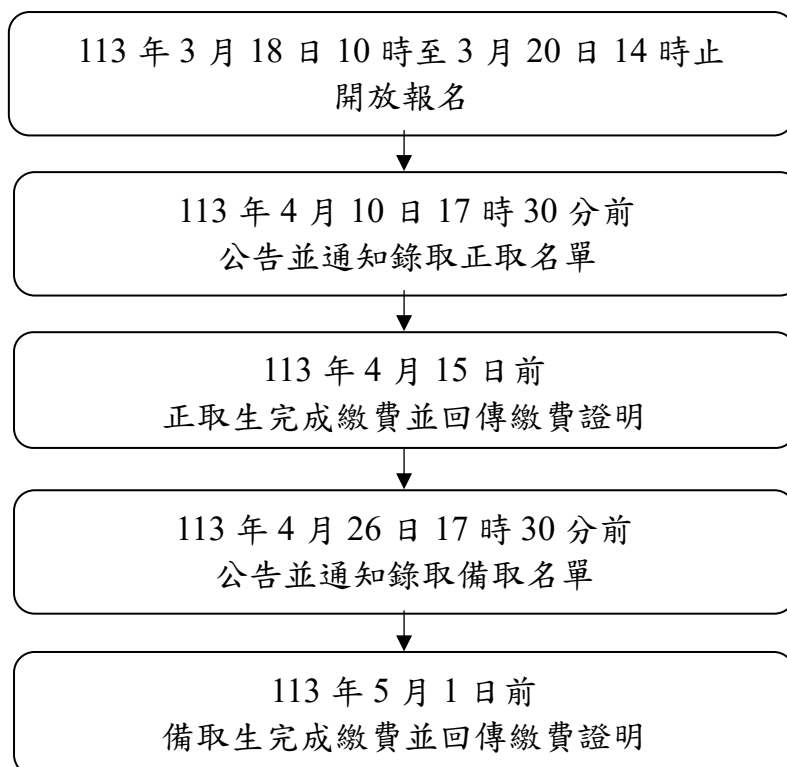 113 年 3 月 18 日 10 時至 3 月 20 日 14 時止
開放報名
113 年 4 月 10 日 17 時 30 分前
公告並通知錄取正取名單
113 年 4 月 15 日前
正取生完成繳費並回傳繳費證明
113 年 4 月 26 日 17 時 30 分前
公告並通知錄取備取名單
113 年 5 月 1 日前
備取生完成繳費並回傳繳費證明